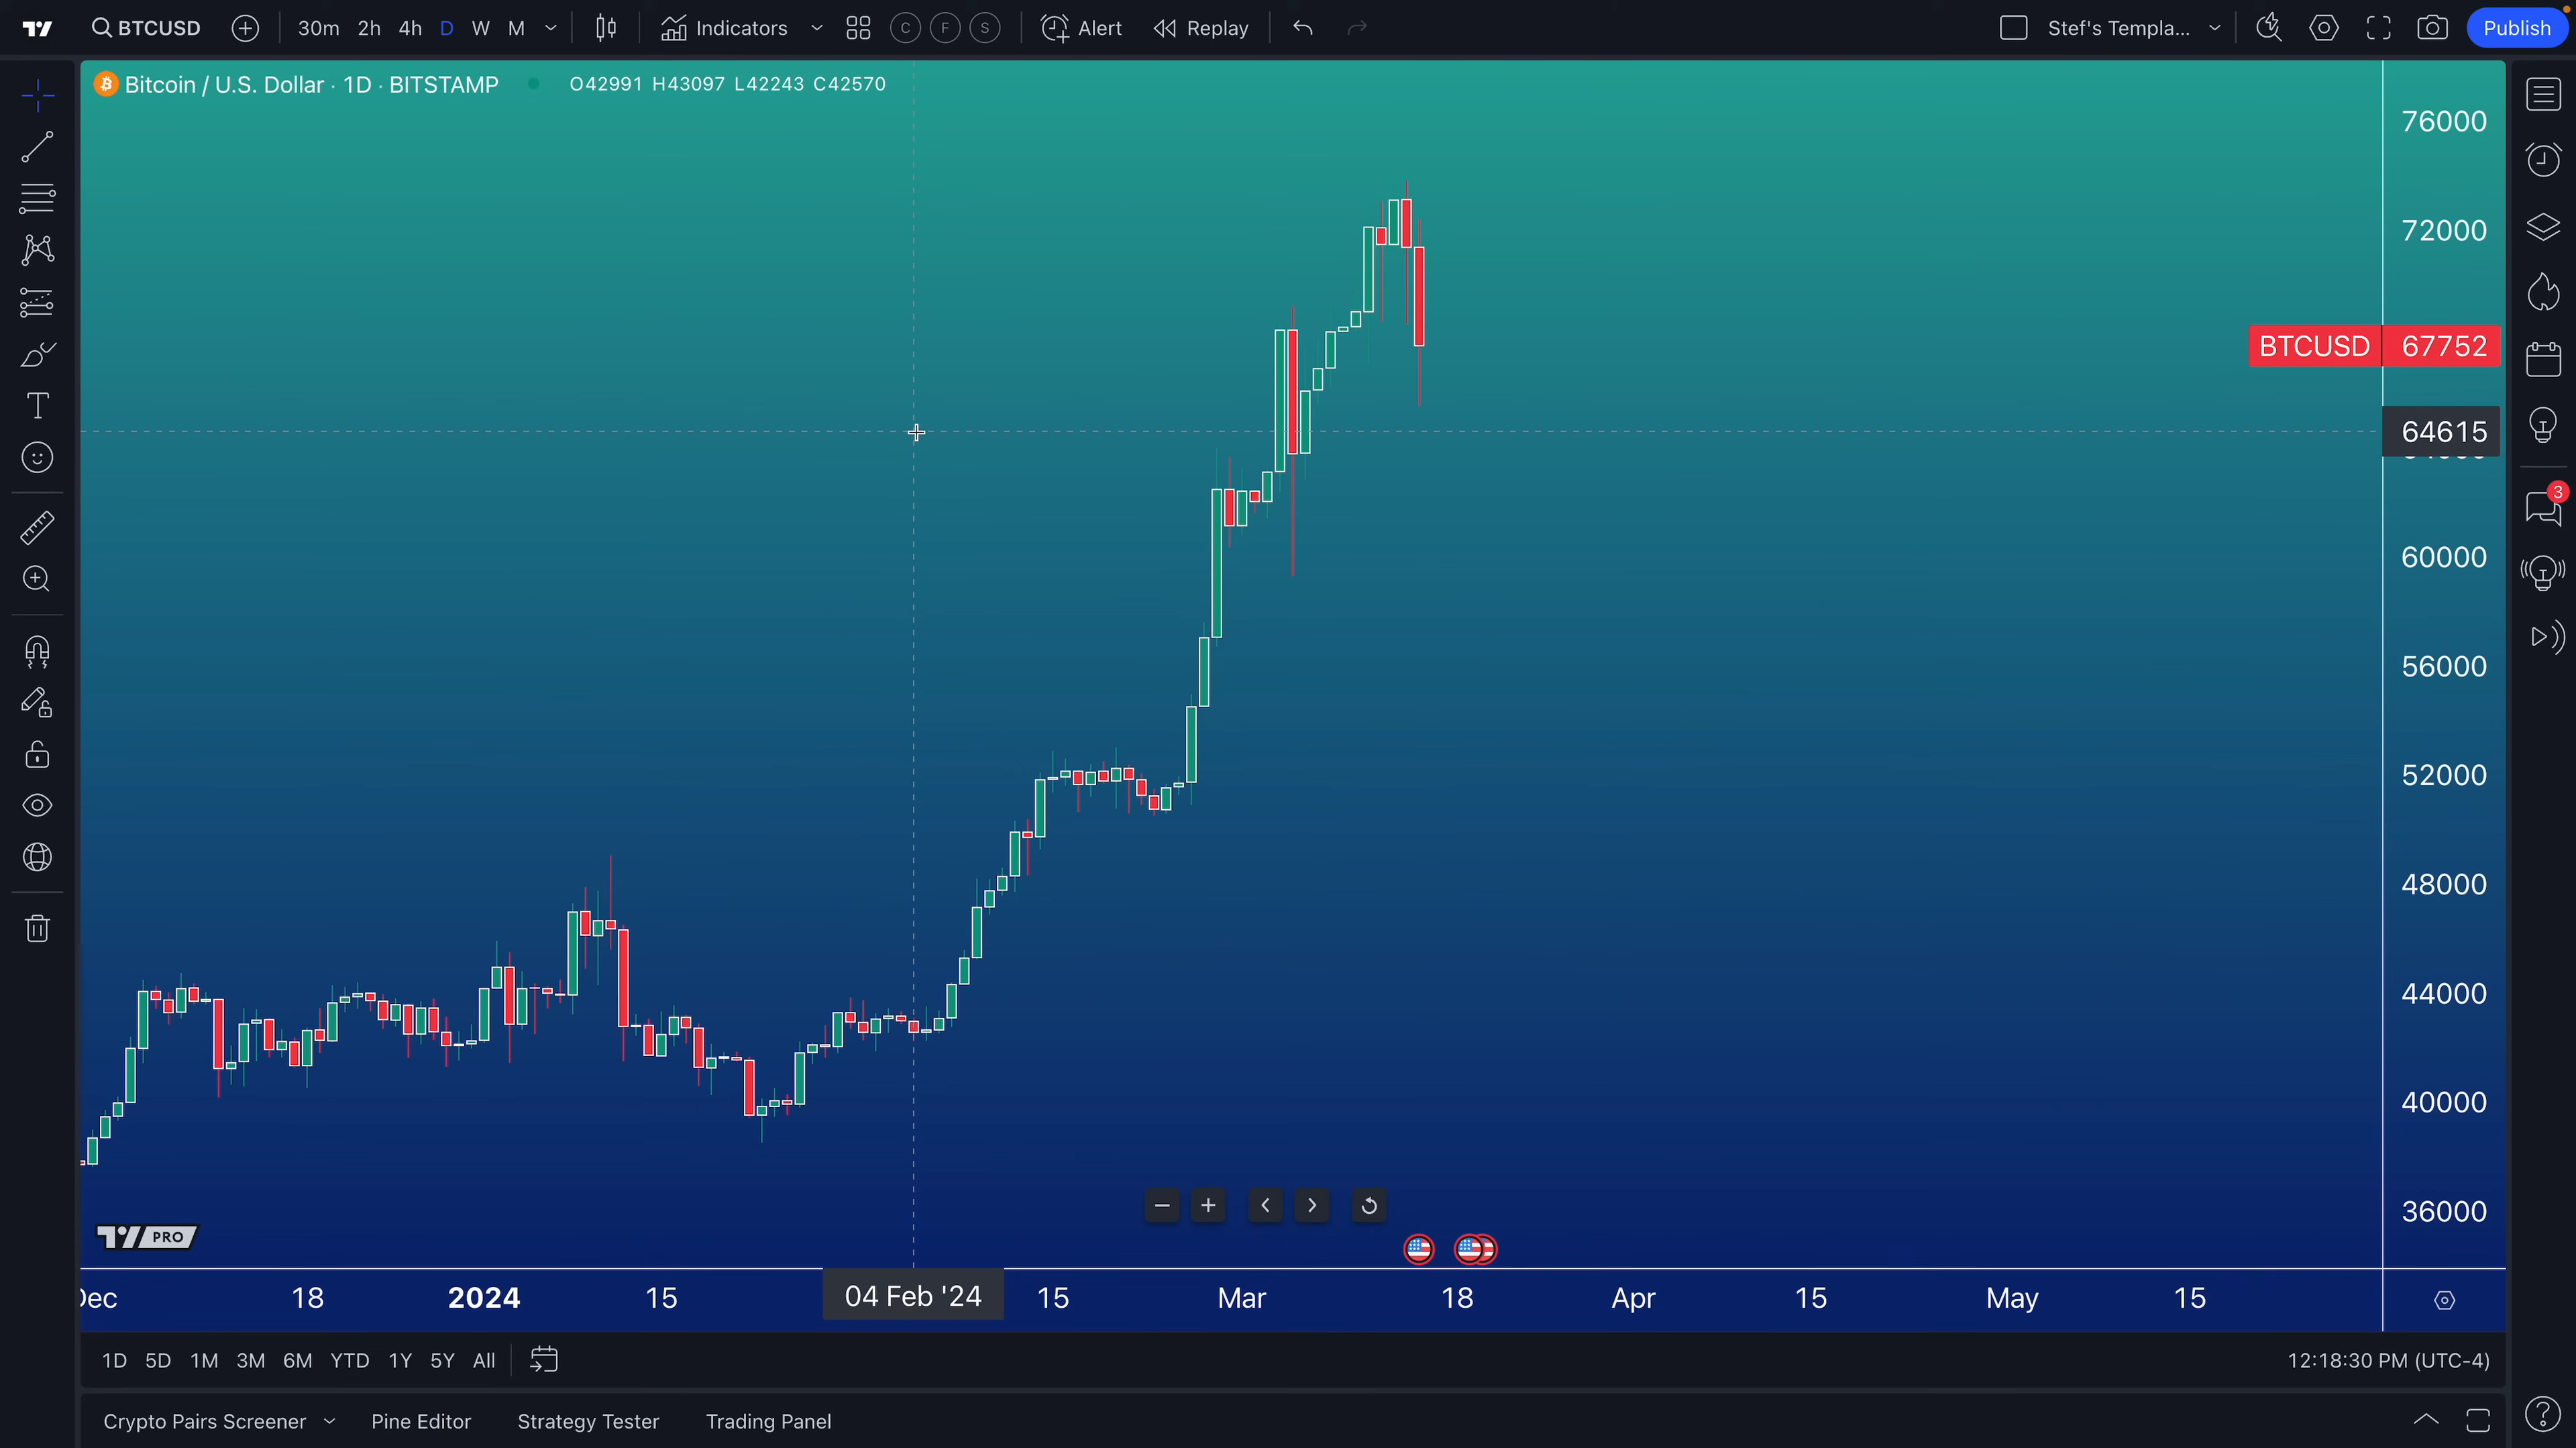 BTCUSD 30m 2h 4h D W M Indicators C F S Alert Replay Stef's Templa... Publish
Bitcoin / U.S. Dollar · 1D · BITSTAMP O42991 H43097 L42243 C42570
76000
72000
BTCUSD 67752
64615
3
60000
56000
52000
48000
44000
40000
36000
PRO
Dec 18 2024 15 04 Feb '24 15 Mar 18 Apr 15 May 15
1D 5D 1M 3M 6M YTD 1Y 5Y All 12:18:30 PM (UTC-4)
Crypto Pairs Screener Pine Editor Strategy Tester Trading Panel